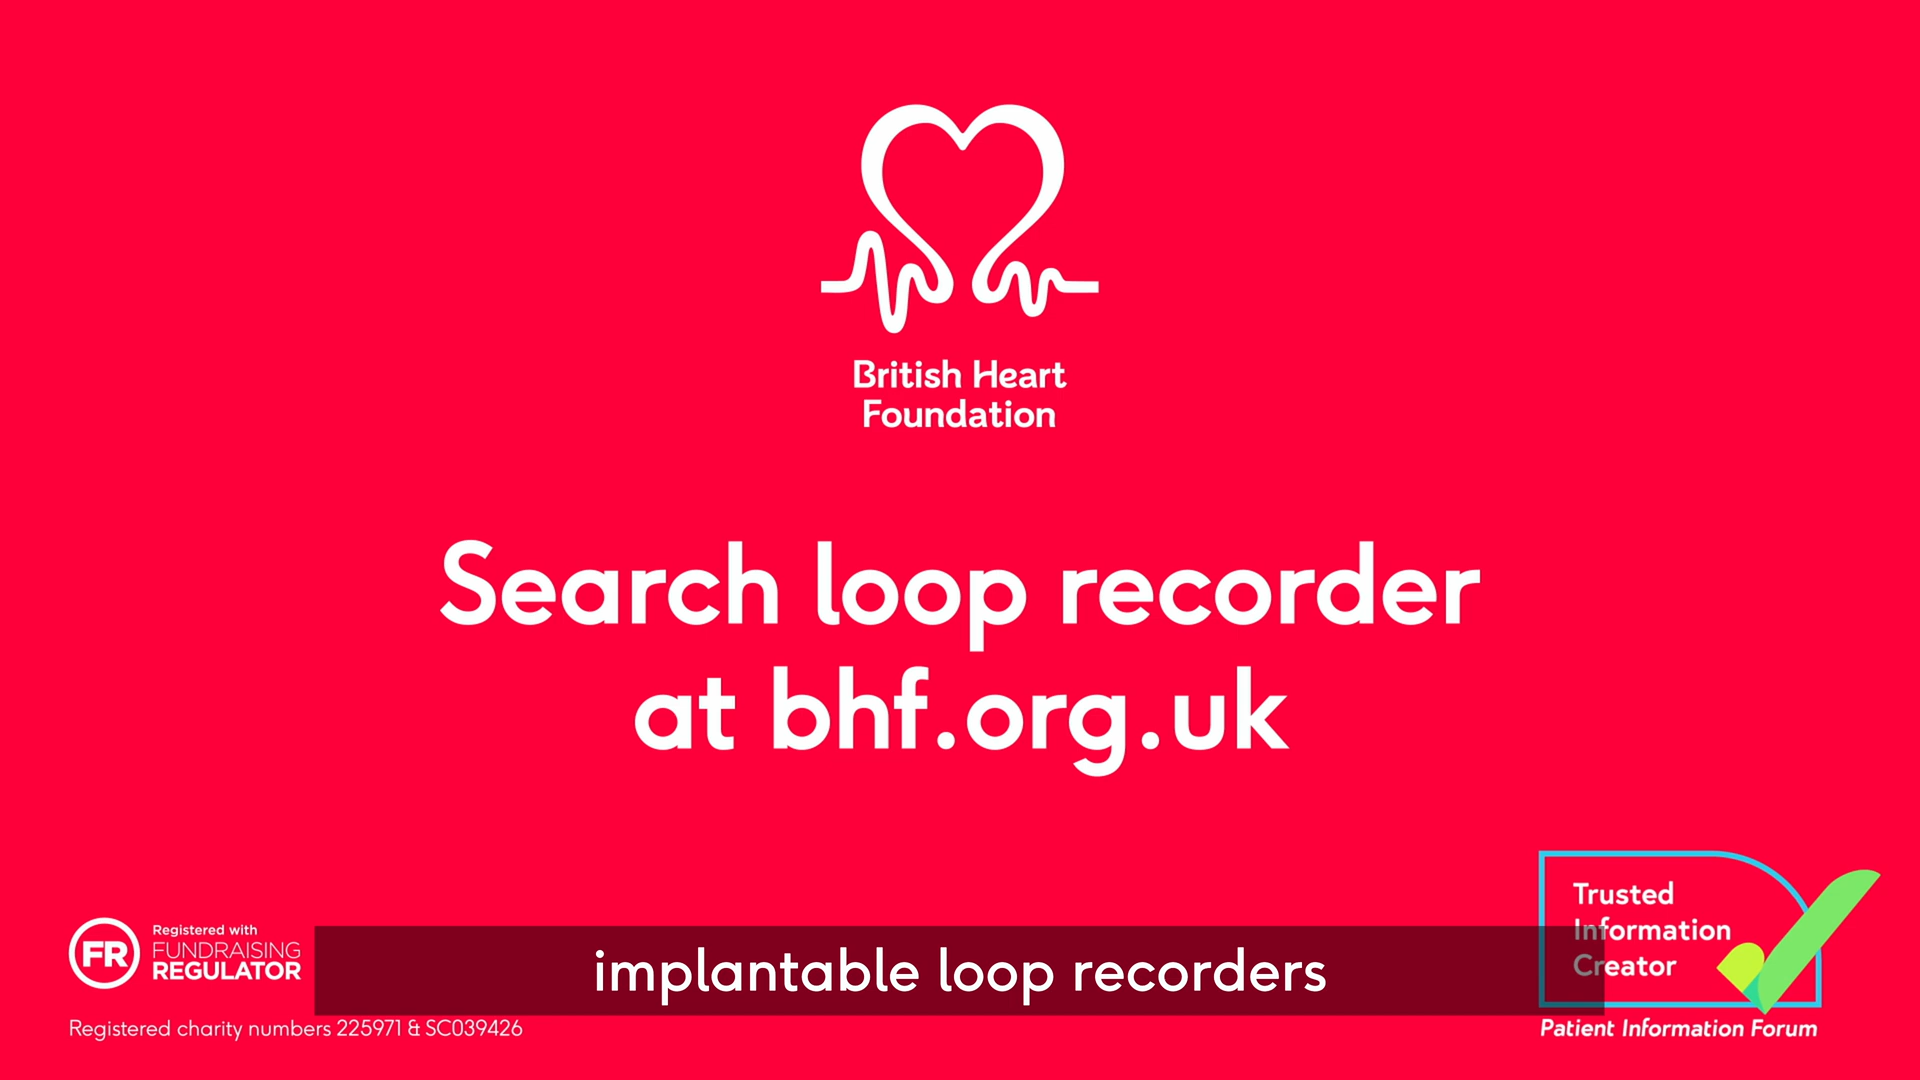 British Heart
Foundation
Search loop recorder
at bhf.org.uk
FR
Registered with
FUNDRAISING
REGULATOR
implantable loop recorders
Registered charity numbers 225971 & SC039426
Trusted
Information
Creator
Patient Information Forum